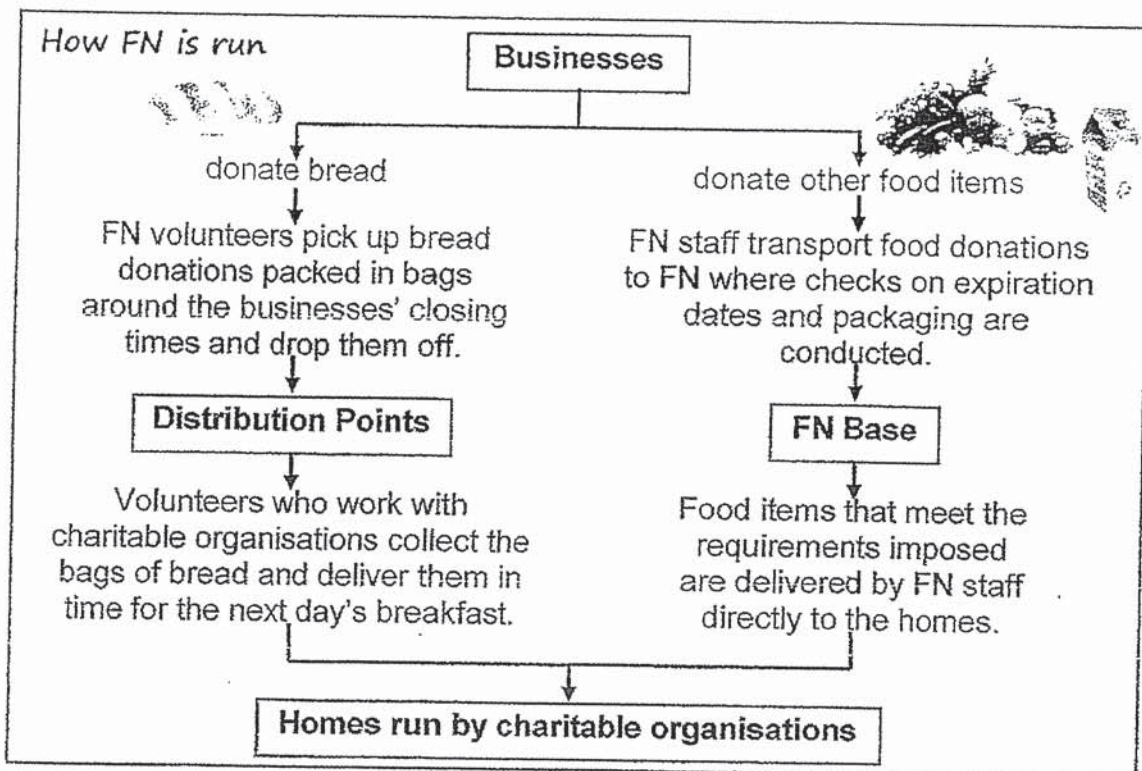 How FN is run
Businesses
donate bread
FN volunteers pick up bread
donations packed in bags
around the businesses' closing
times and drop them off.
Distribution Points
Volunteers who work with
charitable organisations collect the
bags of bread and deliver them in
time for the next day's breakfast.
donate other food items
FN staff transport food donations
to FN where checks on expiration
dates and packaging are
conducted.
FN Base
Food items that meet the
requirements imposed
are delivered by FN staff
directly to the homes.
Homes run by charitable organisations